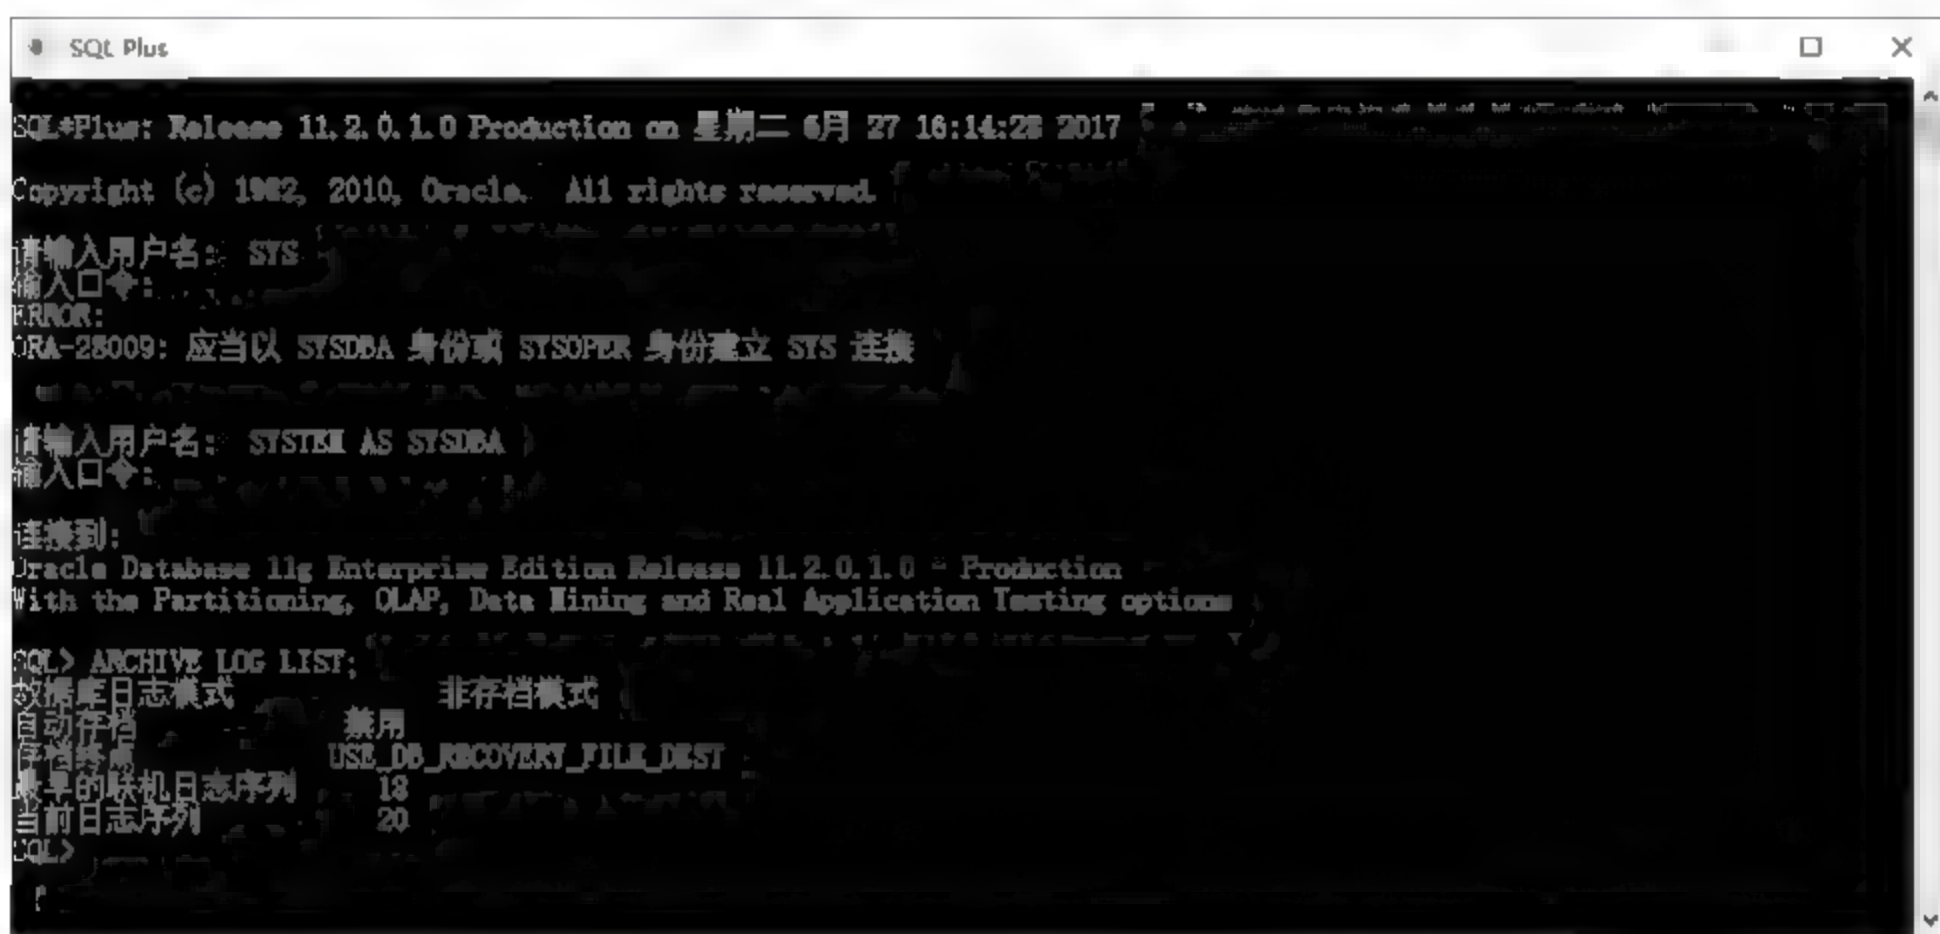 SQL Plus
SQL*Plus: Release 11.2.0.1.0 Production on 星期二 6月 27 16:14:28 2017
Copyright (c) 1982, 2010, Oracle. All rights reserved.
请输入用户名: SYS
输入口令:
ERROR:
ORA-28009: 应当以 SYSDBA 身份或 SYSOPER 身份建立 SYS 连接
请输入用户名: SYSTEM AS SYSDBA
输入口令:
连接到:
Oracle Database 11g Enterprise Edition Release 11.2.0.1.0 - Production
With the Partitioning, OLAP, Data Mining and Real Application Testing options
SQL> ARCHIVE LOG LIST;
数据库日志模式 非存档模式
自动存档 禁用
存档终点 USE_DB_RECOVERY_FILE_DEST
最早的联机日志序列 18
当前日志序列 20
SQL>